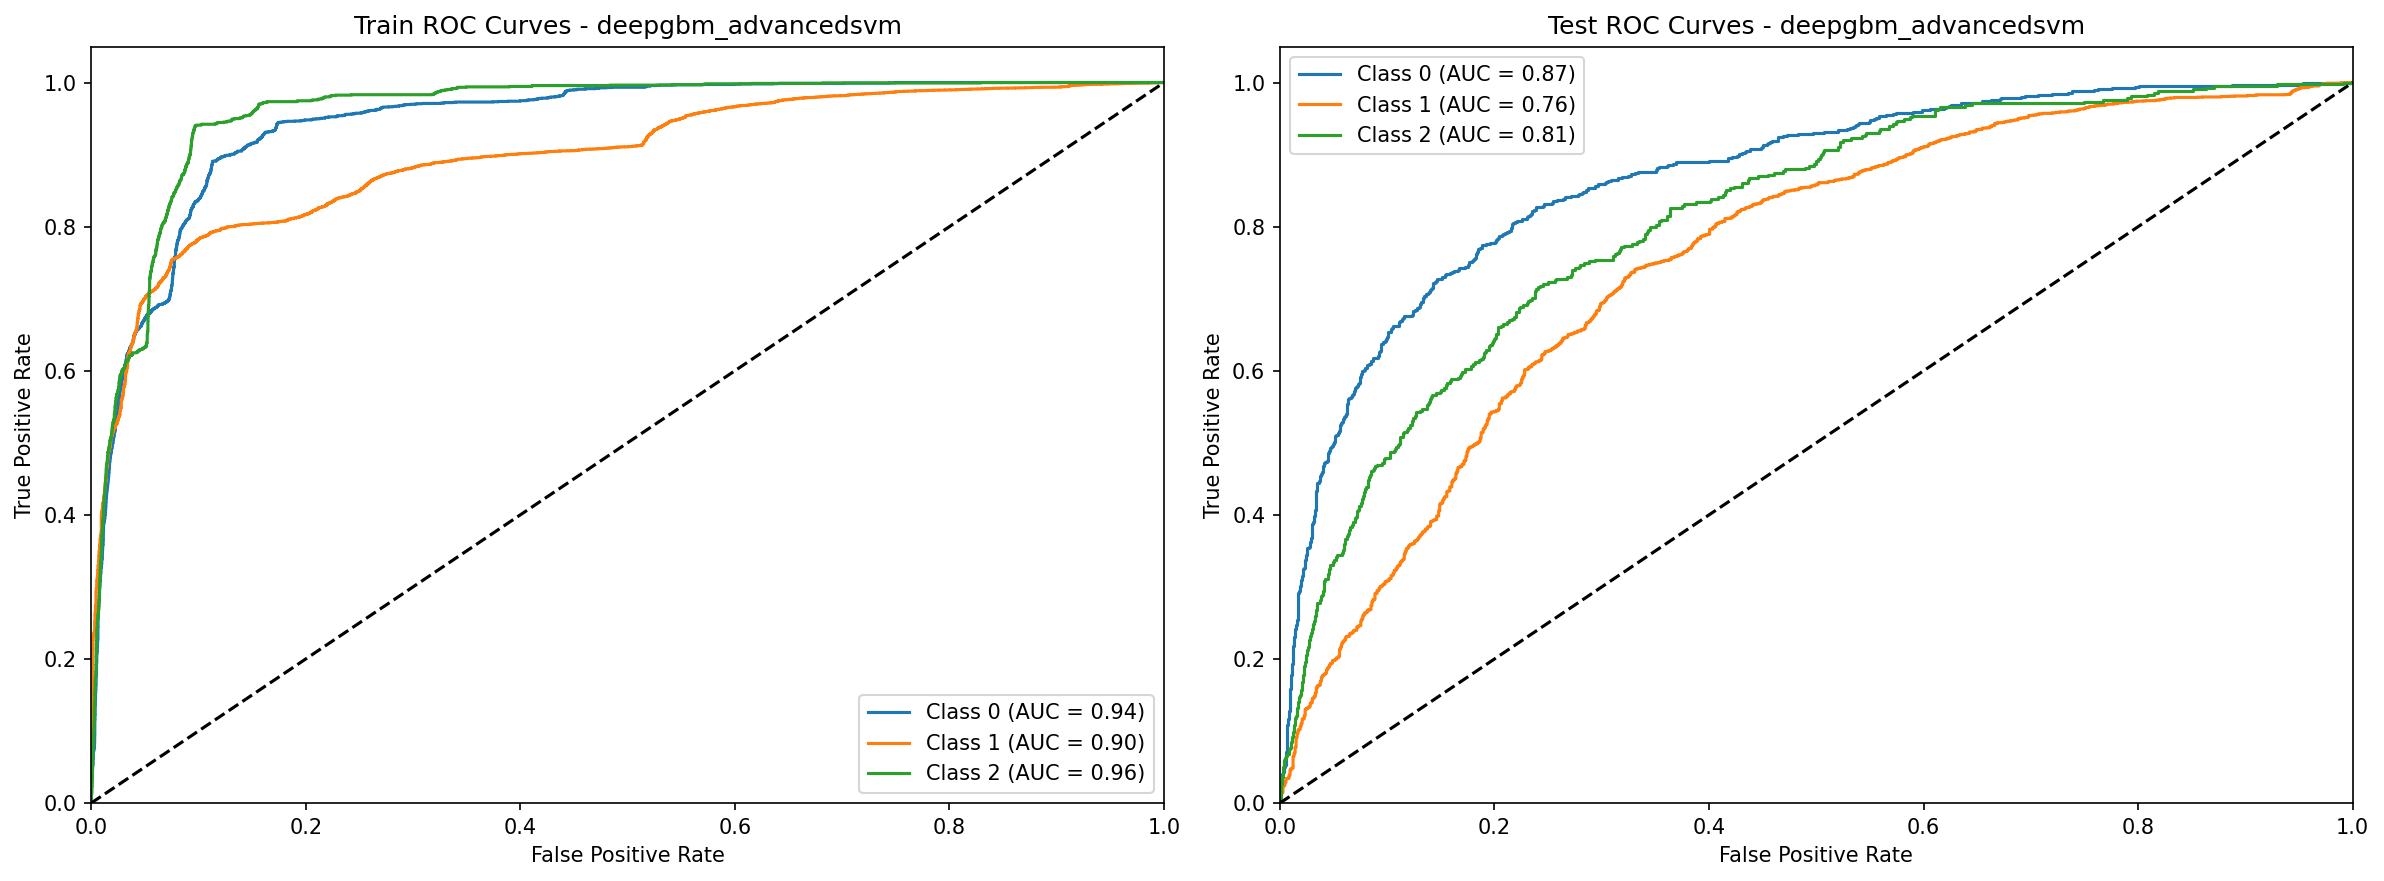 Train ROC Curves - deepgbm_advancedsvm
True Positive Rate
1.0
0.8
0.6
0.4
0.2
0.0
Class 0 (AUC = 0.94)
Class 1 (AUC = 0.90)
Class 2 (AUC = 0.96)
0.0 0.2 0.4 0.6 0.8 1.0
False Positive Rate
Test ROC Curves - deepgbm_advancedsvm
Class 0 (AUC = 0.87)
Class 1 (AUC = 0.76)
Class 2 (AUC = 0.81)
True Positive Rate
1.0
0.8
0.6
0.4
0.2
0.0
0.0 0.2 0.4 0.6 0.8 1.0
False Positive Rate